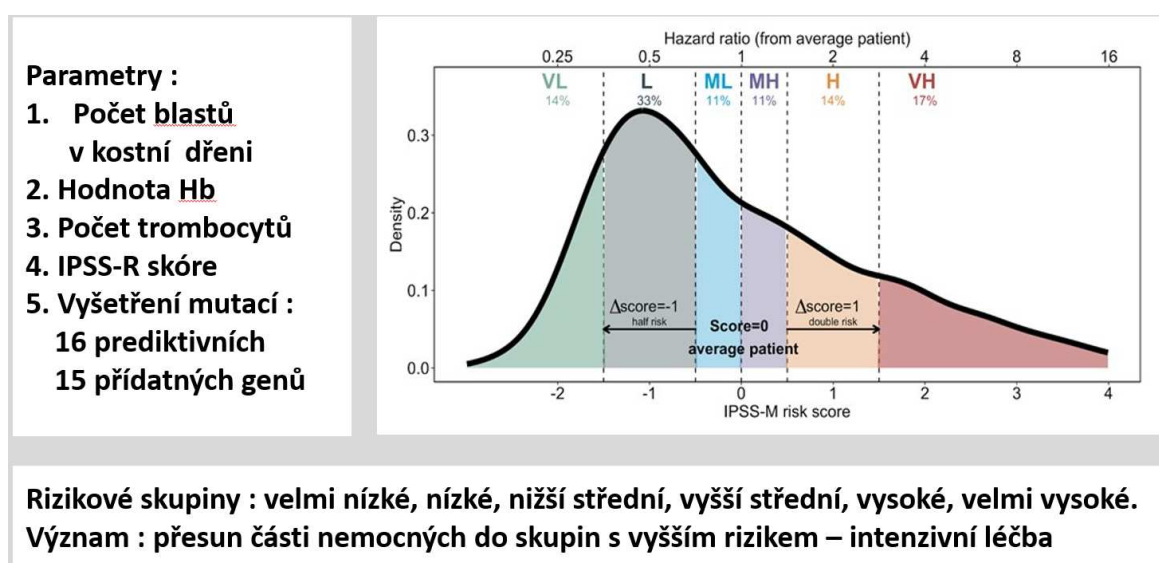 Parametry :
1. Počet blastů
v kostní dřeni
2. Hodnota Hb
3. Počet trombocytů
4. IPSS-R skóre
5. Vyšetření mutací :
16 prediktivních
15 přídatných genů
Hazard ratio (from average patient)
0.25 0.5 1 2 4 8 16
VL L ML MH H VH
14% 33% 11% 11% 14% 17%
Density
0.3
0.2
0.1
0.0
Δscore=-1
half risk
Score=0
average patient
Δscore=1
double risk
-2 -1 0 1 2 3 4
IPSS-M risk score
Rizikové skupiny : velmi nízké, nízké, nižší střední, vyšší střední, vysoké, velmi vysoké.
Význam : přesun části nemocných do skupin s vyšším rizikem – intenzivní léčba